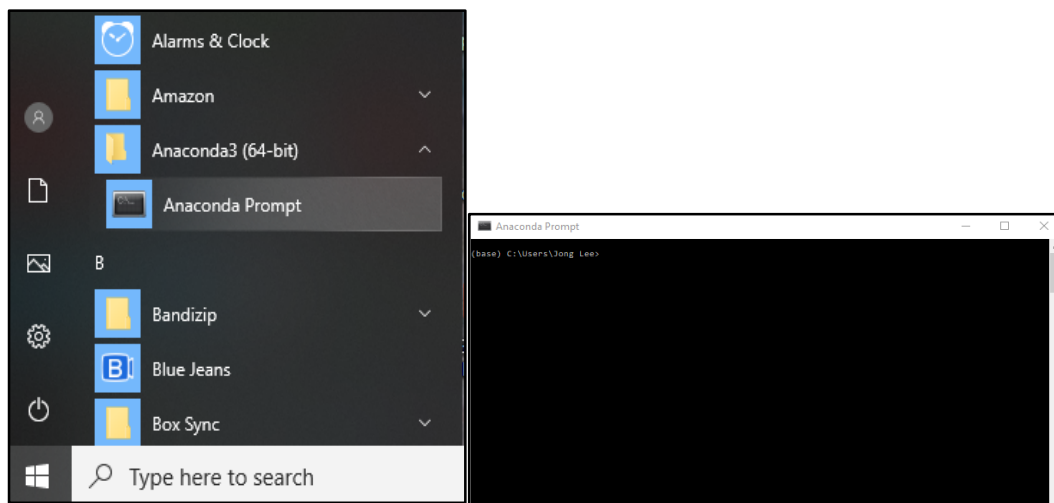 Alarms & Clock
Amazon
Anaconda3 (64-bit)
Anaconda Prompt
B
Bandizip
Blue Jeans
Box Sync
Type here to search
Anaconda Prompt
(base) C:\Users\Jong Lee>